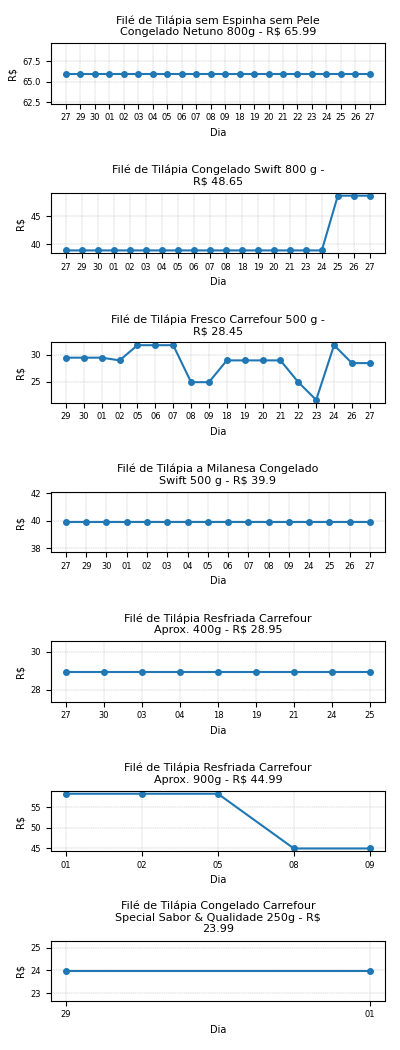 Filé de Tilápia sem Espinha sem Pele
Congelado Netuno 800g - R$ 65.99
R$
67.5
65.0
62.5
27 29 30 01 02 03 04 05 06 07 08 09 18 19 20 21 22 23 24 25 26 27
Dia
Filé de Tilápia Congelado Swift 800 g -
R$ 48.65
R$
45
40
27 29 30 01 02 03 04 05 06 07 08 09 18 19 20 21 22 23 24 25 26 27
Dia
Filé de Tilápia Fresco Carrefour 500 g -
R$ 28.45
R$
30
25
29 30 01 02 05 06 07 08 09 18 19 20 21 22 23 24 26 27
Dia
Filé de Tilápia a Milanesa Congelado
Swift 500 g - R$ 39.9
R$
42
40
38
27 29 30 01 02 03 04 05 06 07 08 09 24 25 26 27
Dia
Filé de Tilápia Resfriada Carrefour
Aprox. 400g - R$ 28.95
R$
30
28
27 30 03 04 18 19 21 24 25
Dia
Filé de Tilápia Resfriada Carrefour
Aprox. 900g - R$ 44.99
R$
55
50
45
01 02 05 08 09
Dia
Filé de Tilápia Congelado Carrefour
Special Sabor & Qualidade 250g - R$
23.99
R$
25
24
23
29 01
Dia